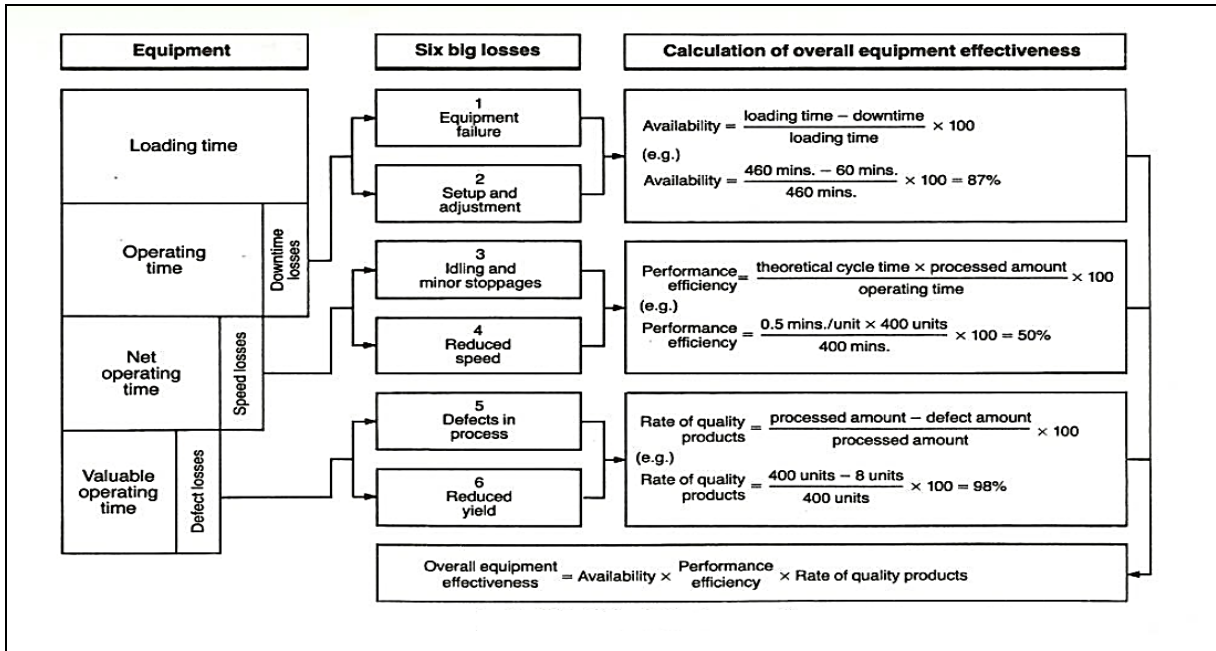 Equipment
Six big losses
Calculation of overall equipment effectiveness
Loading time
Operating
time
Downtime
losses
Net
operating
time
Speed losses
Valuable
operating
time
Defect losses
1
Equipment
failure
2
Setup and
adjustment
3
Idling and
minor stoppages
4
Reduced
speed
5
Defects in
process
6
Reduced
yield
Availability = loading time − downtime / loading time × 100
(e.g.)
Availability = 460 mins. − 60 mins. / 460 mins. × 100 = 87%
Performance efficiency = theoretical cycle time × processed amount / operating time × 100
(e.g.)
Performance efficiency = 0.5 mins./unit × 400 units / 400 mins. × 100 = 50%
Rate of quality products = processed amount − defect amount / processed amount × 100
(e.g.)
Rate of quality products = 400 units − 8 units / 400 units × 100 = 98%
Overall equipment effectiveness = Availability × Performance efficiency × Rate of quality products